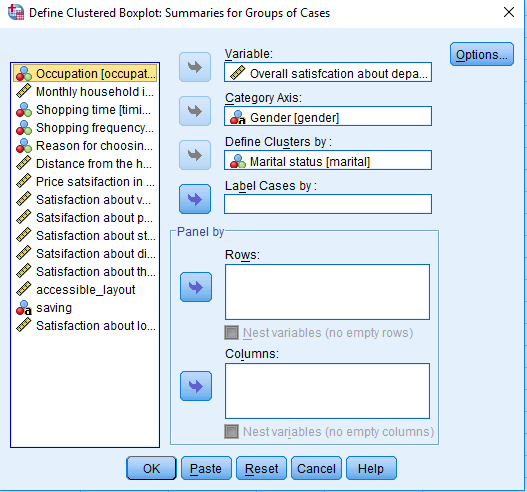 Define Clustered Boxplot: Summaries for Groups of Cases
Occupation [occupat...
Monthly household i...
Shopping time [timi...
Shopping frequency...
Reason for choosin...
Distance from the h...
Price satsifaction in ...
Satisfaction about v...
Satsifaction about p...
Satisfaction about st...
Satsifaction about di...
Satisfaction about th...
accessible_layout
saving
Satisfaction about lo...
Variable:
Overall satisfcation about depa...
Category Axis:
Gender [gender]
Define Clusters by :
Marital status [marital]
Label Cases by :
Panel by
Rows:
Nest variables (no empty rows)
Columns:
Nest variables (no empty columns)
Options...
OK
Paste
Reset
Cancel
Help